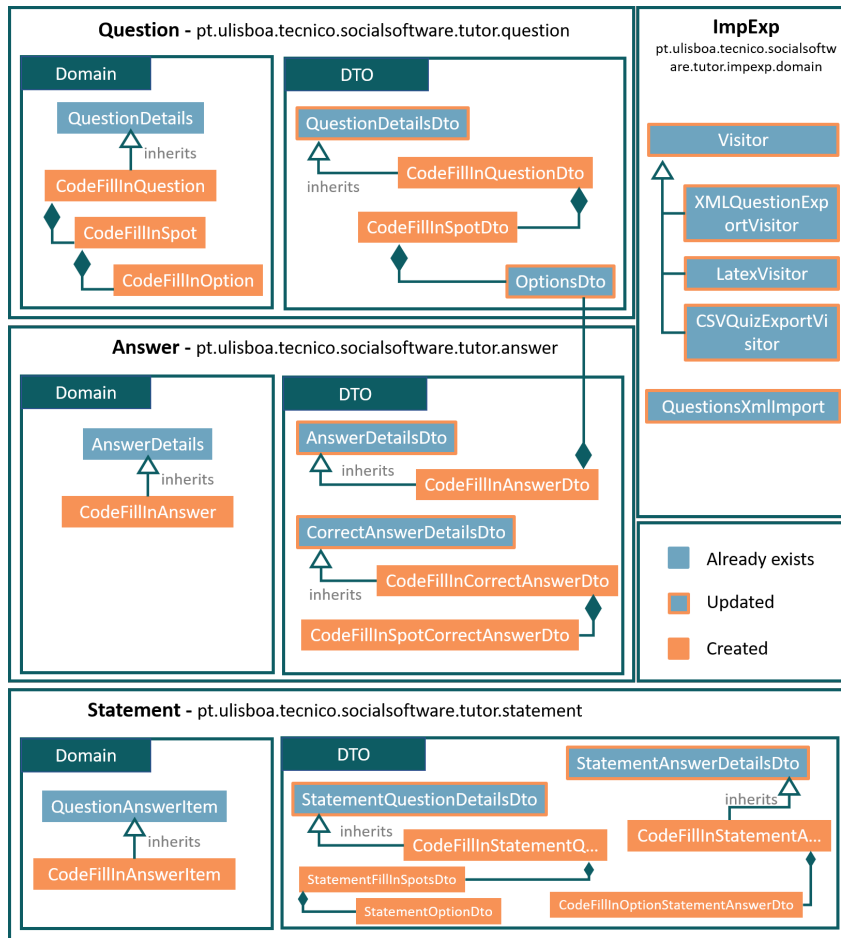 Question - pt.ulisboa.tecnico.socialsoftware.tutor.question
Domain
QuestionDetails
inherits
CodeFillInQuestion
CodeFillInSpot
CodeFillInOption
DTO
QuestionDetailsDto
inherits
CodeFillInQuestionDto
CodeFillInSpotDto
OptionsDto
ImpExp
pt.ulisboa.tecnico.socialsoftw
are.tutor.impexp.domain
Visitor
XMLQuestionExp
ortVisitor
LatexVisitor
CSVQuizExportVi
sitor
QuestionsXmlImport
Answer - pt.ulisboa.tecnico.socialsoftware.tutor.answer
Domain
AnswerDetails
inherits
CodeFillInAnswer
DTO
AnswerDetailsDto
inherits
CodeFillInAnswerDto
CorrectAnswerDetailsDto
inherits
CodeFillInCorrectAnswerDto
CodeFillInSpotCorrectAnswerDto
Already exists
Updated
Created
Statement - pt.ulisboa.tecnico.socialsoftware.tutor.statement
Domain
QuestionAnswerItem
inherits
CodeFillInAnswerItem
DTO
StatementQuestionDetailsDto
inherits
CodeFillInStatementQ...
StatementFillInSpotsDto
StatementOptionDto
StatementAnswerDetailsDto
inherits
CodeFillInStatementA...
CodeFillInOptionStatementAnswerDto